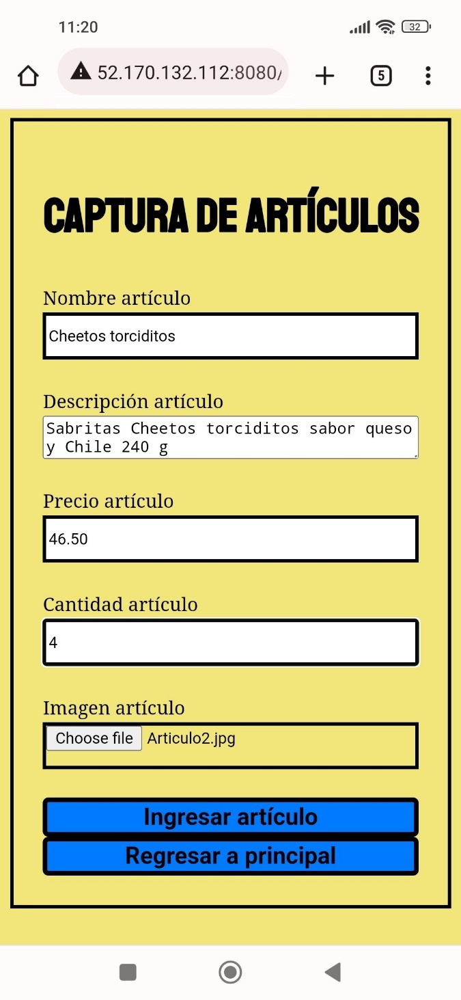 11:20
32
52.170.132.112:8080/
5
CAPTURA DE ARTÍCULOS
Nombre artículo
Cheetos torciditos
Descripción artículo
Sabritas Cheetos torciditos sabor queso
y Chile 240 g
Precio artículo
46.50
Cantidad artículo
4
Imagen artículo
Choose file Articulo2.jpg
Ingresar artículo
Regresar a principal